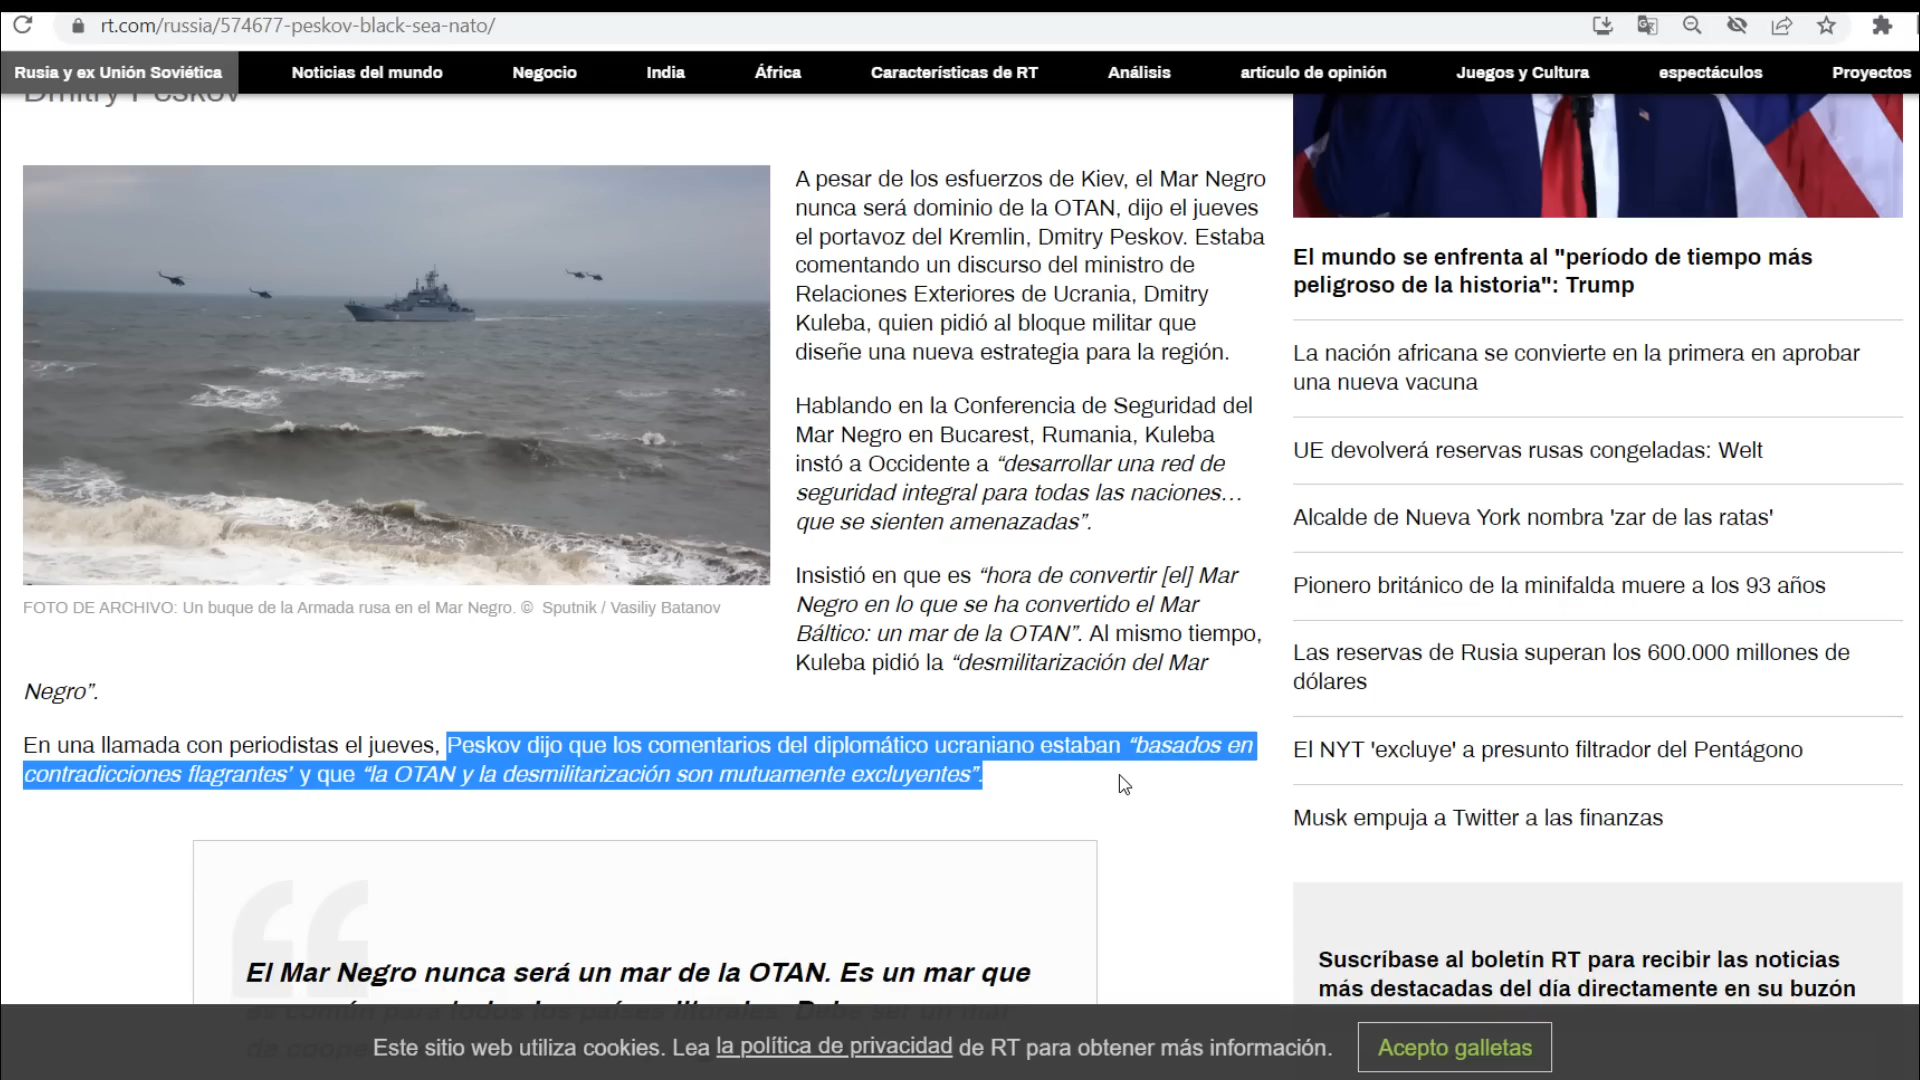 rt.com/russia/574677-peskov-black-sea-nato/
Rusia y ex Unión Soviética
Noticias del mundo
Negocio
India
África
Características de RT
Análisis
artículo de opinión
Juegos y Cultura
espectáculos
Proyectos
Dmitry Peskov
A pesar de los esfuerzos de Kiev, el Mar Negro
nunca será dominio de la OTAN, dijo el jueves
el portavoz del Kremlin, Dmitry Peskov. Estaba
comentando un discurso del ministro de
Relaciones Exteriores de Ucrania, Dmitry
Kuleba, quien pidió al bloque militar que
diseñe una nueva estrategia para la región.
Hablando en la Conferencia de Seguridad del
Mar Negro en Bucarest, Rumania, Kuleba
instó a Occidente a “desarrollar una red de
seguridad integral para todas las naciones…
que se sienten amenazadas”.
Insistió en que es “hora de convertir [el] Mar
Negro en lo que se ha convertido el Mar
Báltico: un mar de la OTAN”. Al mismo tiempo,
Kuleba pidió la “desmilitarización del Mar
Negro”.
FOTO DE ARCHIVO: Un buque de la Armada rusa en el Mar Negro. © Sputnik / Vasiliy Batanov
En una llamada con periodistas el jueves, Peskov dijo que los comentarios del diplomático ucraniano estaban “basados en
contradicciones flagrantes’ y que “la OTAN y la desmilitarización son mutuamente excluyentes”.
El Mar Negro nunca será un mar de la OTAN. Es un mar que
es común para todos los países litorales. Debe ser un mar
de coope
El mundo se enfrenta al "período de tiempo más
peligroso de la historia": Trump
La nación africana se convierte en la primera en aprobar
una nueva vacuna
UE devolverá reservas rusas congeladas: Welt
Alcalde de Nueva York nombra 'zar de las ratas'
Pionero británico de la minifalda muere a los 93 años
Las reservas de Rusia superan los 600.000 millones de
dólares
El NYT 'excluye' a presunto filtrador del Pentágono
Musk empuja a Twitter a las finanzas
Suscríbase al boletín RT para recibir las noticias
más destacadas del día directamente en su buzón
Este sitio web utiliza cookies. Lea la política de privacidad de RT para obtener más información.
Acepto galletas